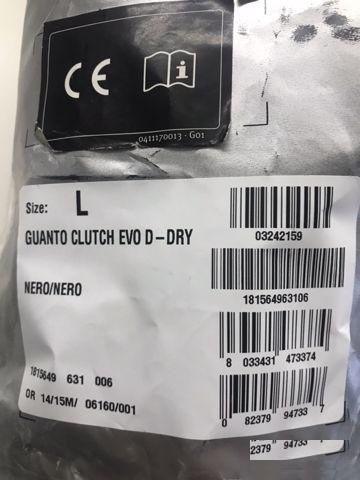 CE i
0411170013 - G01
Size: L
GUANTO CLUTCH EVO D-DRY
03242159
NERO/NERO
181564963106
8 033431 473374
1815649 631 006
OR 14/15M/ 06160/001
0 82379 94733 7
2379 94733